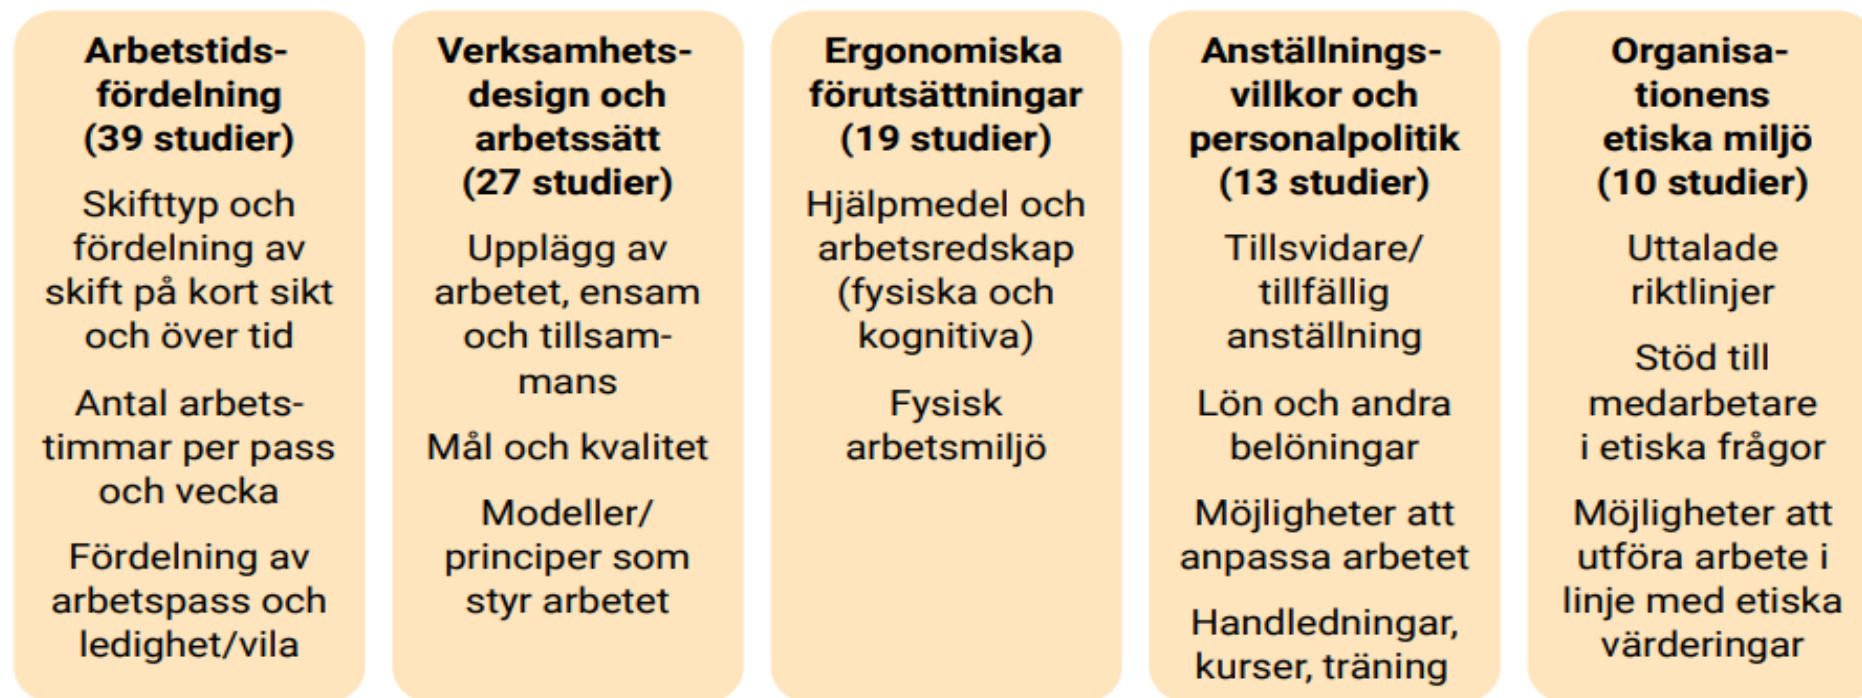 Arbetstids-
fördelning
(39 studier)
Skifttyp och
fördelning av
skift på kort sikt
och över tid
Antal arbets-
timmar per pass
och vecka
Fördelning av
arbetspass och
ledighet/vila
Verksamhets-
design och
arbetssätt
(27 studier)
Upplägg av
arbetet, ensam
och tillsam-
mans
Mål och kvalitet
Modeller/
principer som
styr arbetet
Ergonomiska
förutsättningar
(19 studier)
Hjälpmedel och
arbetsredskap
(fysiska och
kognitiva)
Fysisk
arbetsmiljö
Anställnings-
villkor och
personalpolitik
(13 studier)
Tillsvidare/
tillfällig
anställning
Lön och andra
belöningar
Möjligheter att
anpassa arbetet
Handledningar,
kurser, träning
Organisa-
tionens
etiska miljö
(10 studier)
Uttalade
riktlinjer
Stöd till
medarbetare
i etiska frågor
Möjligheter att
utföra arbete i
linje med etiska
värderingar